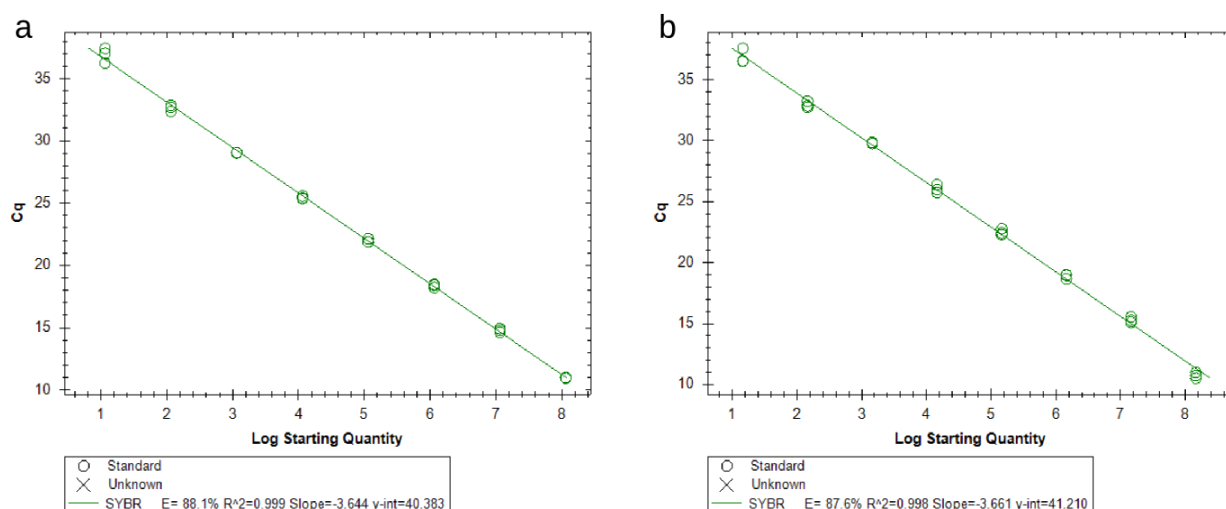 a
35
30
25
20
15
10
Cq
1 2 3 4 5 6 7 8
Log Starting Quantity
Standard
Unknown
SYBR E= 88.1% R^2=0.999 Slope=-3.644 y-int=40.383
b
35
30
25
20
15
10
Cq
1 2 3 4 5 6 7 8
Log Starting Quantity
Standard
Unknown
SYBR E= 87.6% R^2=0.998 Slope=-3.661 y-int=41.210